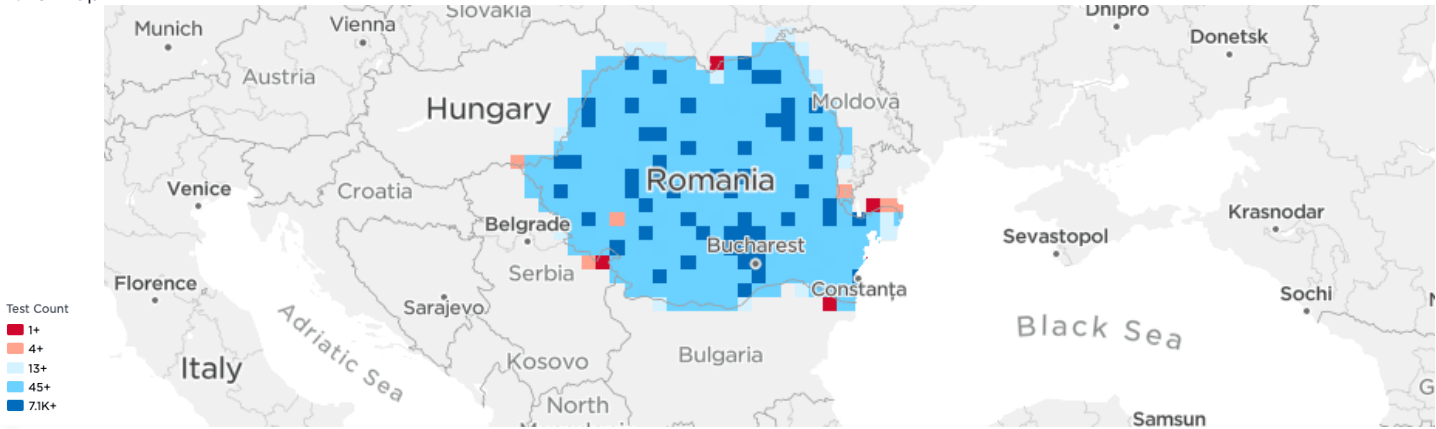 Munich
Vienna
Slovakia
Dnipro
Donetsk
Austria
Hungary
Moldova
Romania
Venice
Croatia
Krasnodar
Belgrade
Bucharest
Sevastopol
Serbia
Florence
Constanța
Sochi
Sarajevo
Adriatic Sea
Black Sea
Kosovo
Bulgaria
Italy
North
Samsun
Test Count
1+
4+
13+
45+
7.1K+